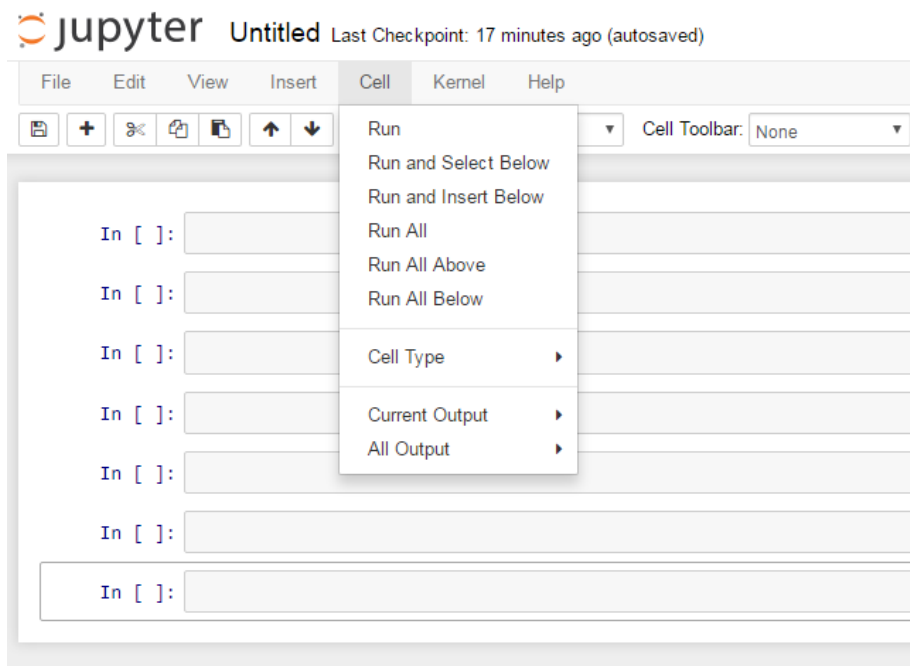 jupyter Untitled Last Checkpoint: 17 minutes ago (autosaved)
File Edit View Insert Cell Kernel Help
Cell Toolbar: None
Run
Run and Select Below
Run and Insert Below
Run All
Run All Above
Run All Below
Cell Type
Current Output
All Output
In [ ]:
In [ ]:
In [ ]:
In [ ]:
In [ ]:
In [ ]:
In [ ]: